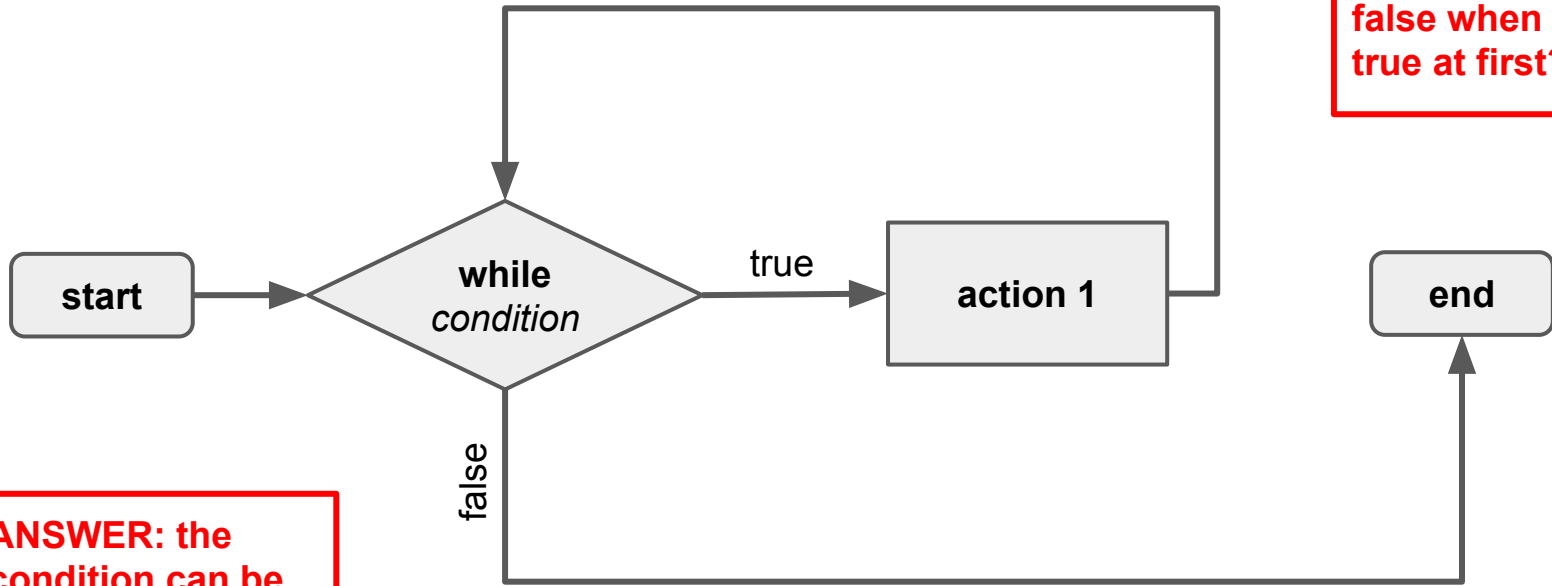 false when
true at first?
start
while
condition
true
action 1
end
false
ANSWER: the
condition can be